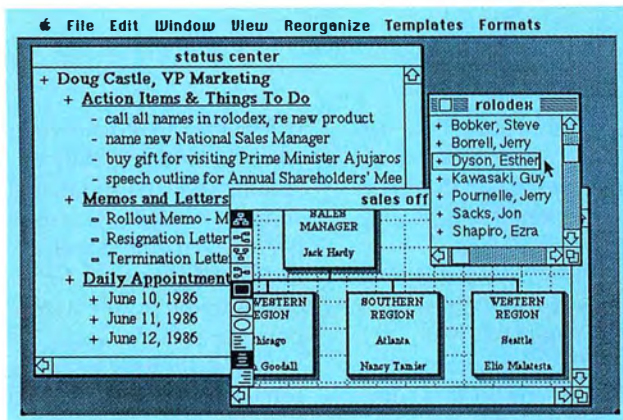 File Edit Window View Reorganize Templates Formats
status center
+ Doug Castle, VP Marketing
+ Action Items & Things To Do
- call all names in rolodex, re new product
- name new National Sales Manager
- buy gift for visiting Prime Minister Ajujaros
- speech outline for Annual Shareholders' Mee
+ Memos and Letters
Rollout Memo - M
Resignation Letter
Termination Lette
+ Daily Appointment
+ June 10, 1986
+ June 11, 1986
+ June 12, 1986
rolodex
+ Bobker, Steve
+ Borrell, Jerry
+ Dyson, Esther
+ Kawasaki, Guy
+ Pournelle, Jerry
+ Sacks, Jon
+ Shapiro, Ezra
sales off
SALES
MANAGER
Jack Hardy
WESTERN
EGION
Chicago
Goodall
SOUTHERN
REGION
Atlanta
Nancy Tamier
WESTERN
REGION
Seattle
Elio Malatesta